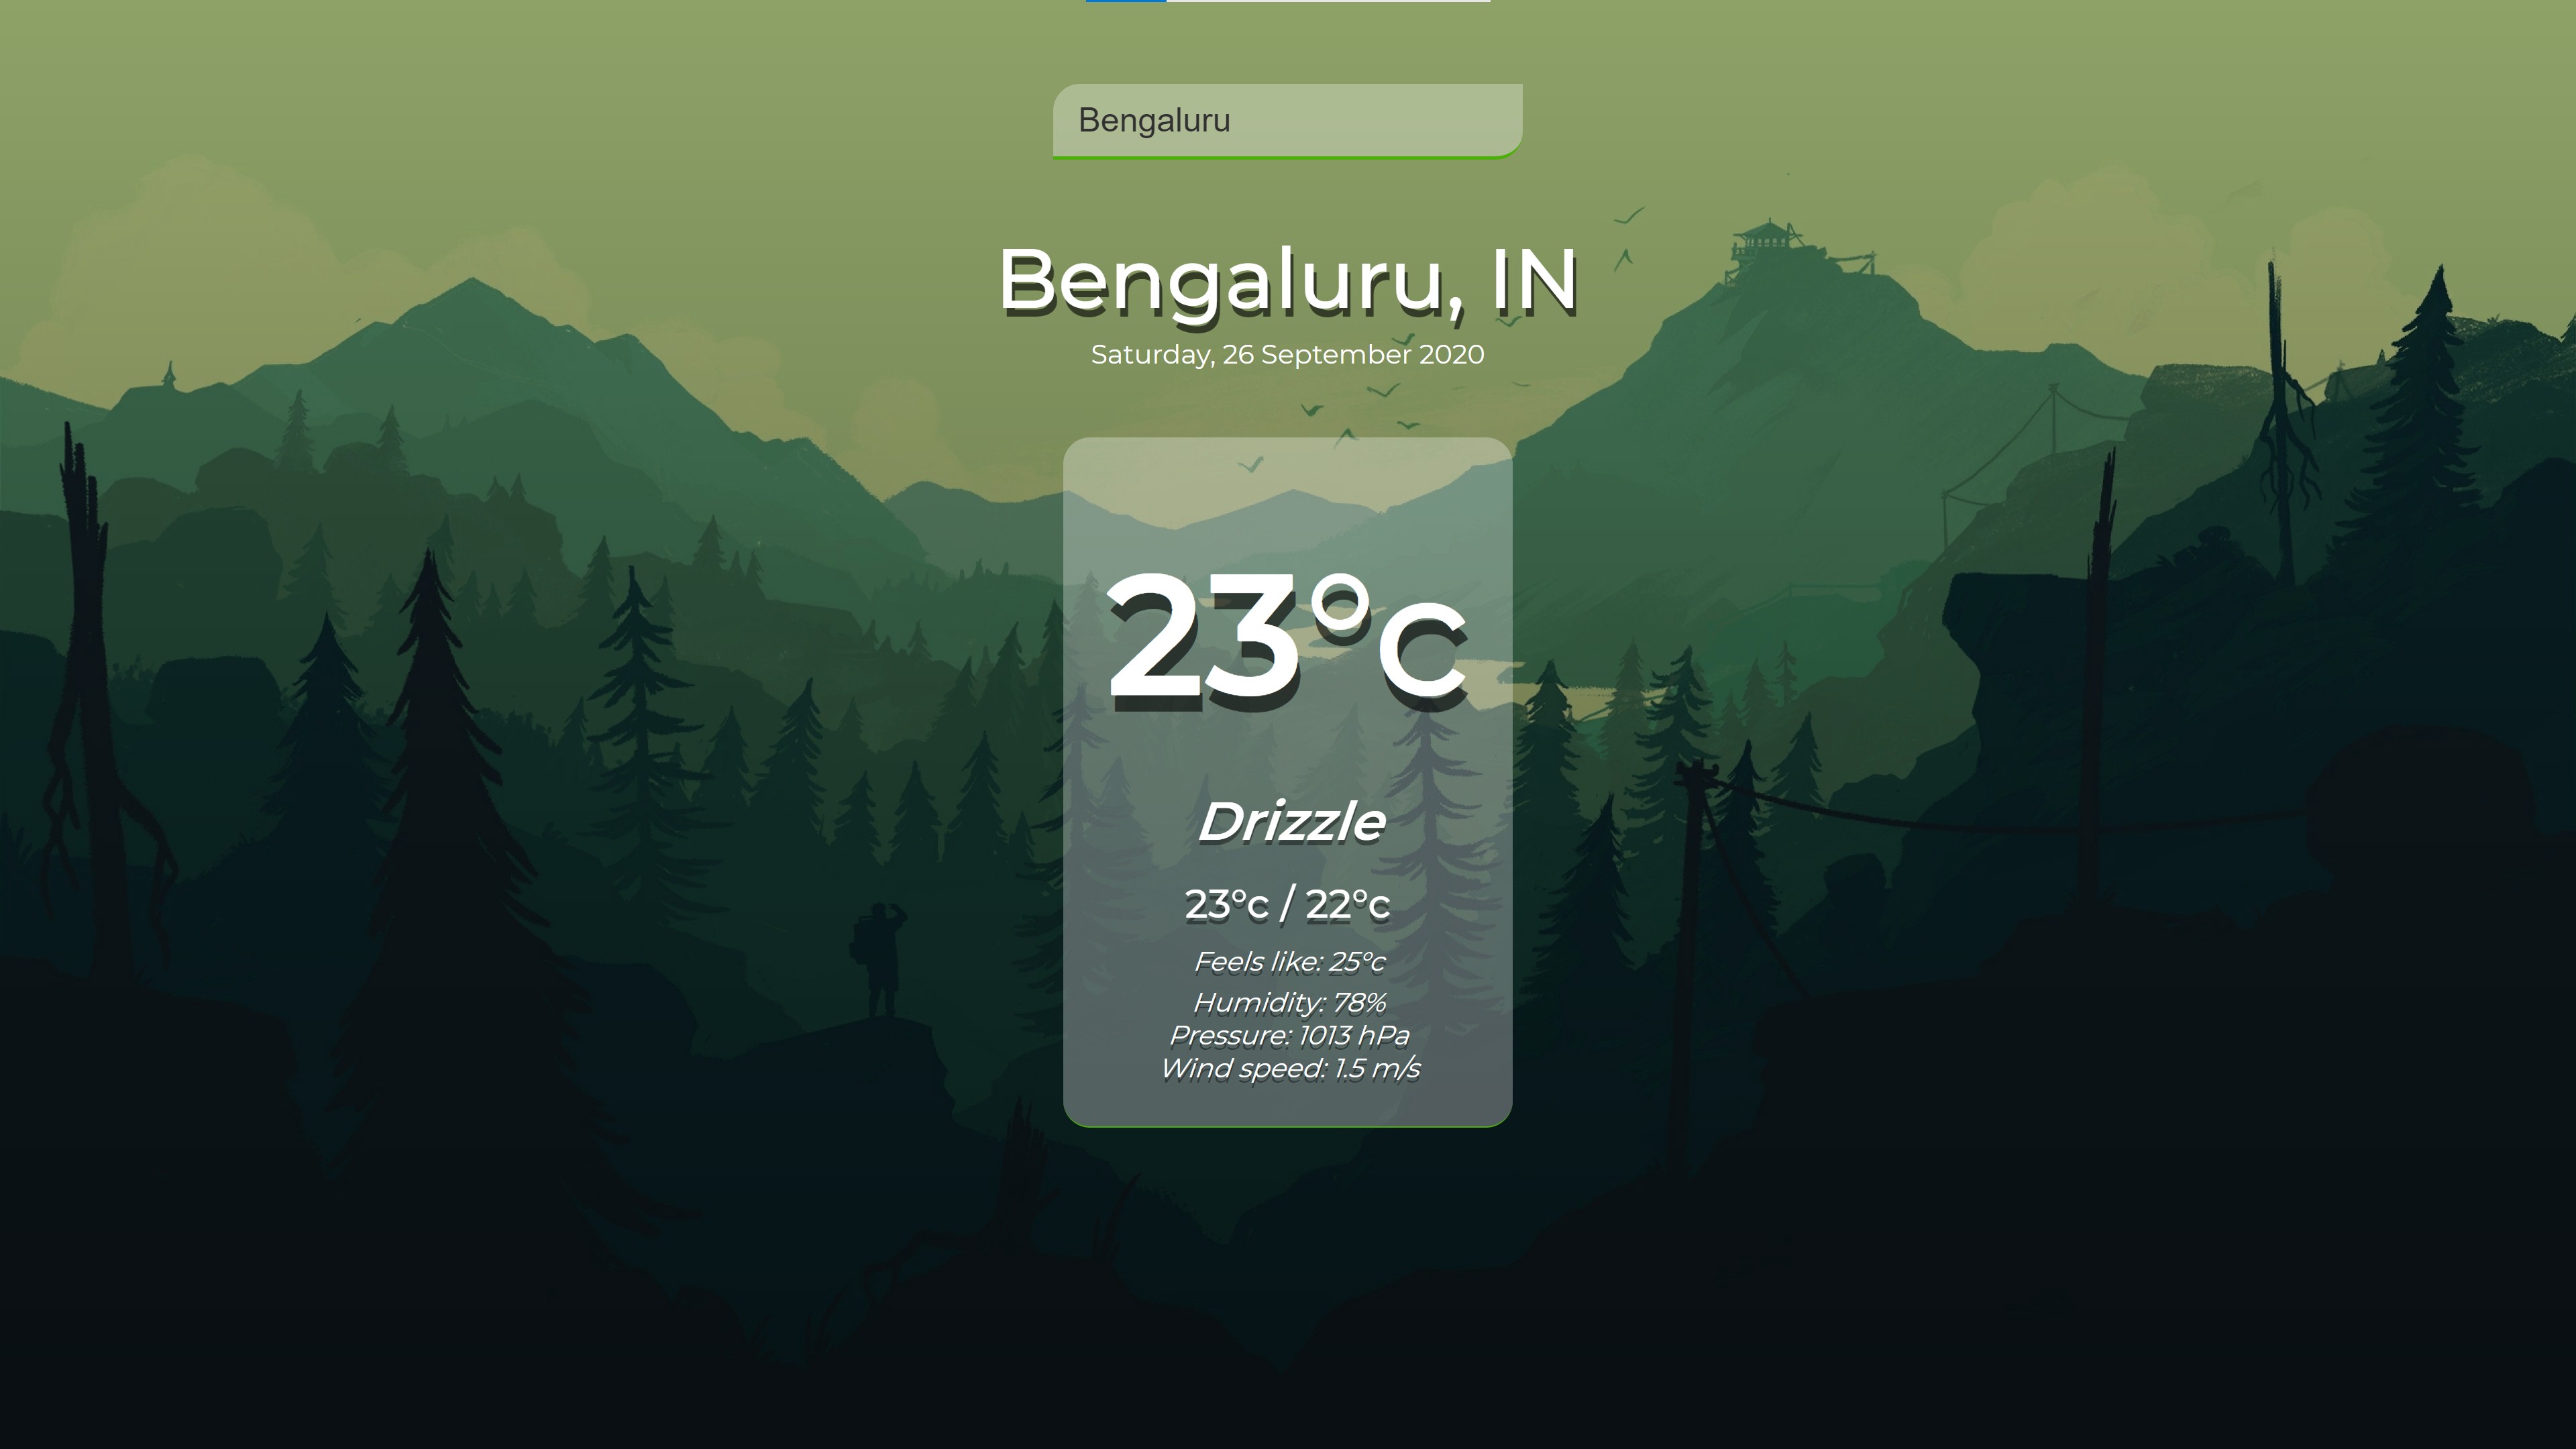 Bengaluru
Bengaluru, IN
Saturday, 26 September 2020
23°c
Drizzle
23°c / 22°c
Feels like: 25°c
Humidity: 78%
Pressure: 1013 hPa
Wind speed: 1.5 m/s